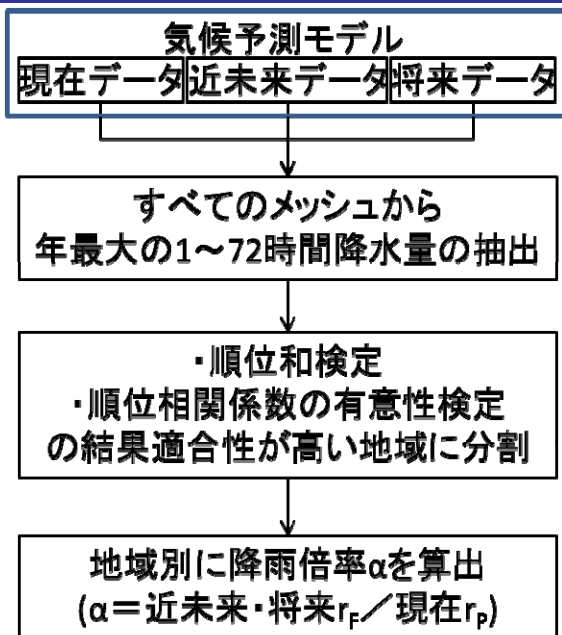 気候予測モデル
現在データ 近未来データ 将来データ
すべてのメッシュから
年最大の1～72時間降水量の抽出
・順位和検定
・順位相関係数の有意性検定
の結果適合性が高い地域に分割
地域別に降雨倍率αを算出
(α＝近未来・将来rF／現在rP)